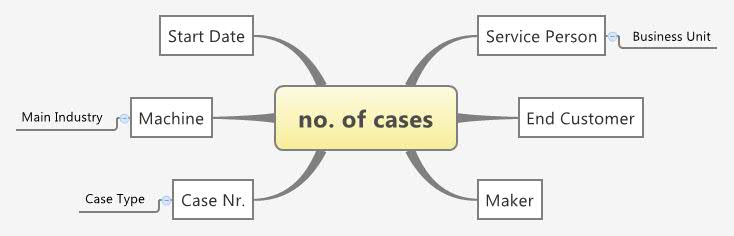 Start Date
Service Person
Business Unit
Main Industry
Machine
no. of cases
End Customer
Case Type
Case Nr.
Maker